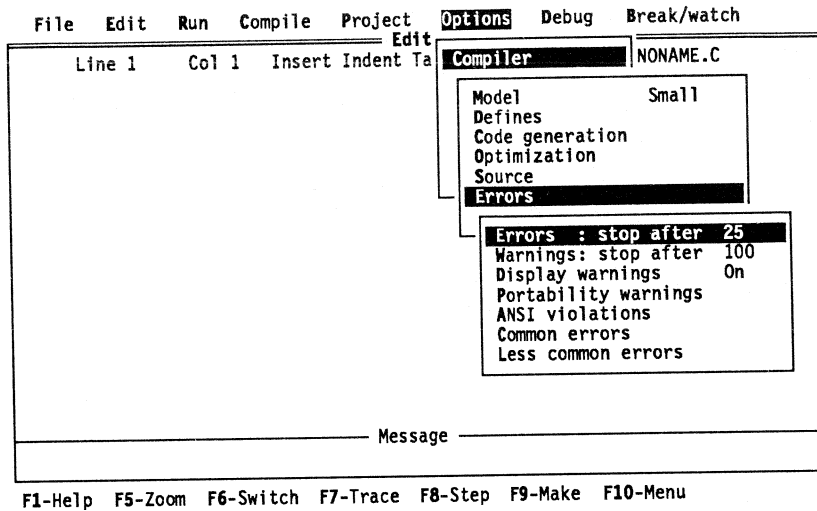 File Edit Run Compile Project Options Debug Break/watch
Edit
Line 1 Col 1 Insert Indent Ta Compiler NONAME.C
Model Small
Defines
Code generation
Optimization
Source
Errors
Errors : stop after 25
Warnings: stop after 100
Display warnings On
Portability warnings
ANSI violations
Common errors
Less common errors
Message
F1-Help F5-Zoom F6-Switch F7-Trace F8-Step F9-Make F10-Menu